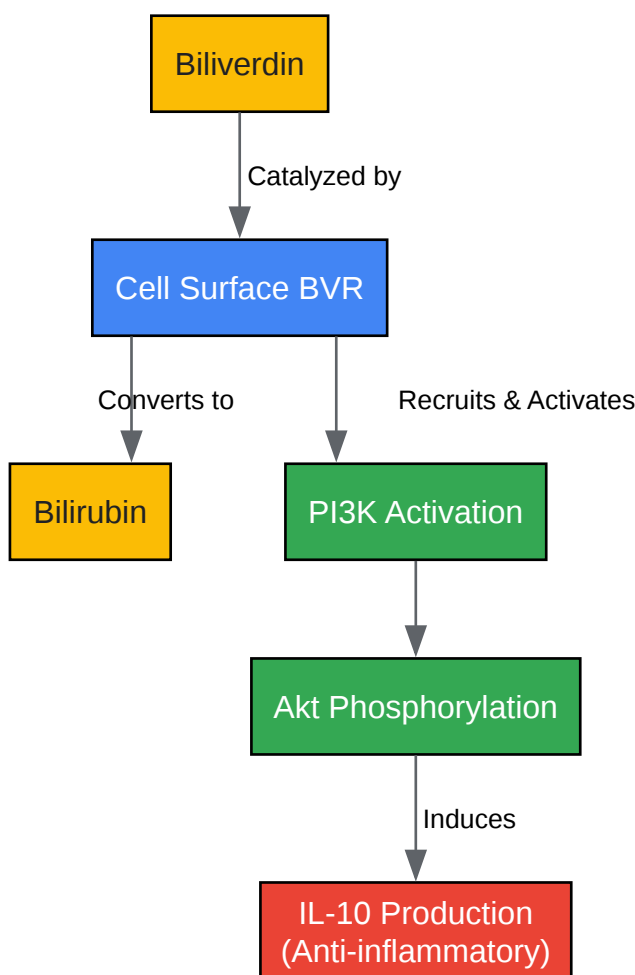 Biliverdin
Catalyzed by
Cell Surface BVR
Converts to
Recruits & Activates
Bilirubin
PI3K Activation
Akt Phosphorylation
Induces
IL-10 Production
(Anti-inflammatory)